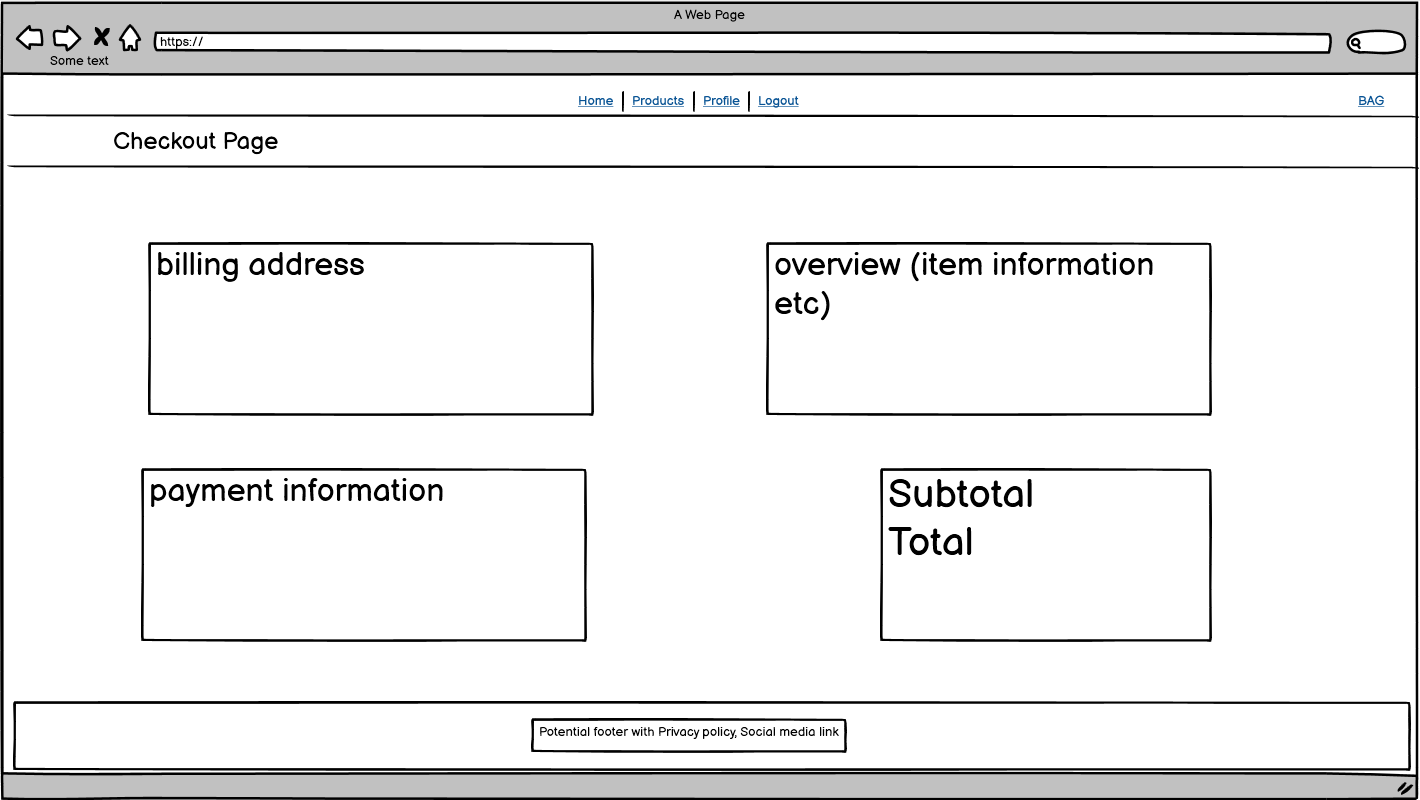 A Web Page
https://
Some text
Home Products Profile Logout BAG
Checkout Page
billing address
overview (item information
etc)
payment information
Subtotal
Total
Potential footer with Privacy policy, Social media link